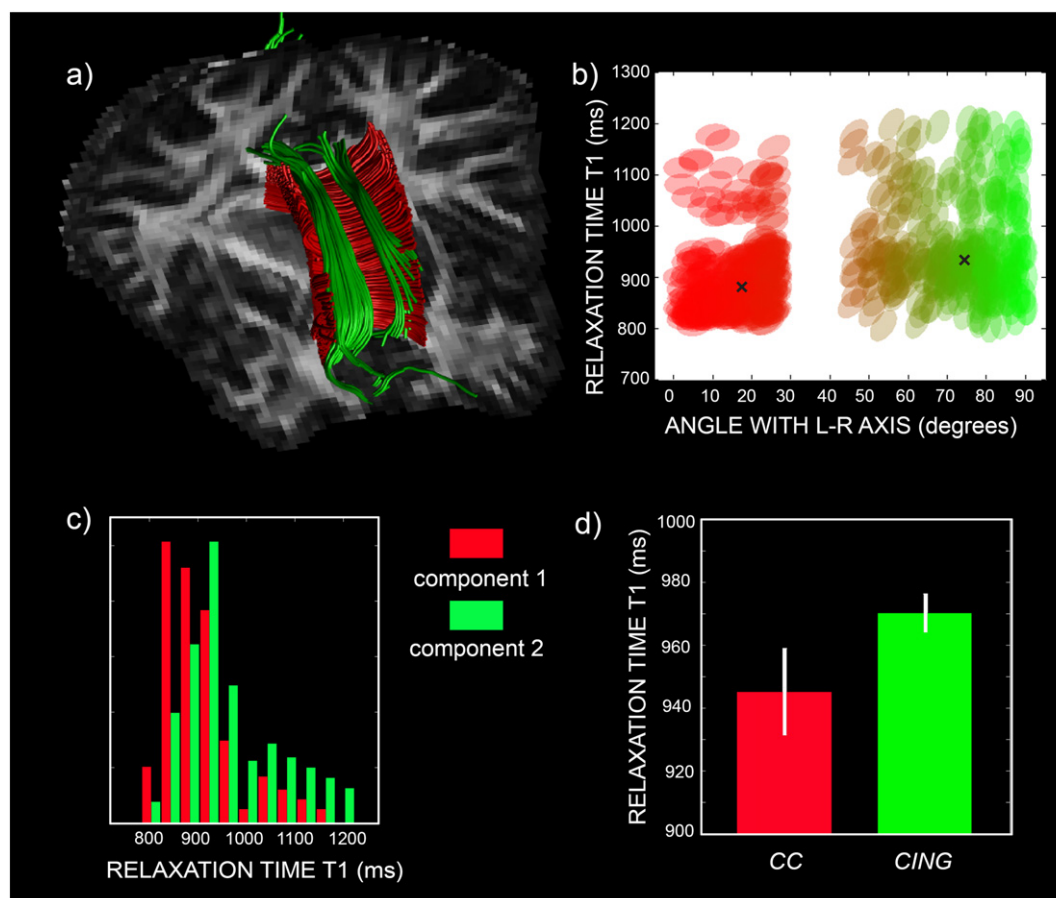 a)
b)
RELAXATION TIME T1 (ms)
1300
1200
1100
1000
900
800
700
0 10 20 30 40 50 60 70 80 90
ANGLE WITH L-R AXIS (degrees)
c)
800 900 1000 1100 1200
RELAXATION TIME T1 (ms)
component 1
component 2
d)
RELAXATION TIME T1 (ms)
1000
980
960
940
920
900
CC CING